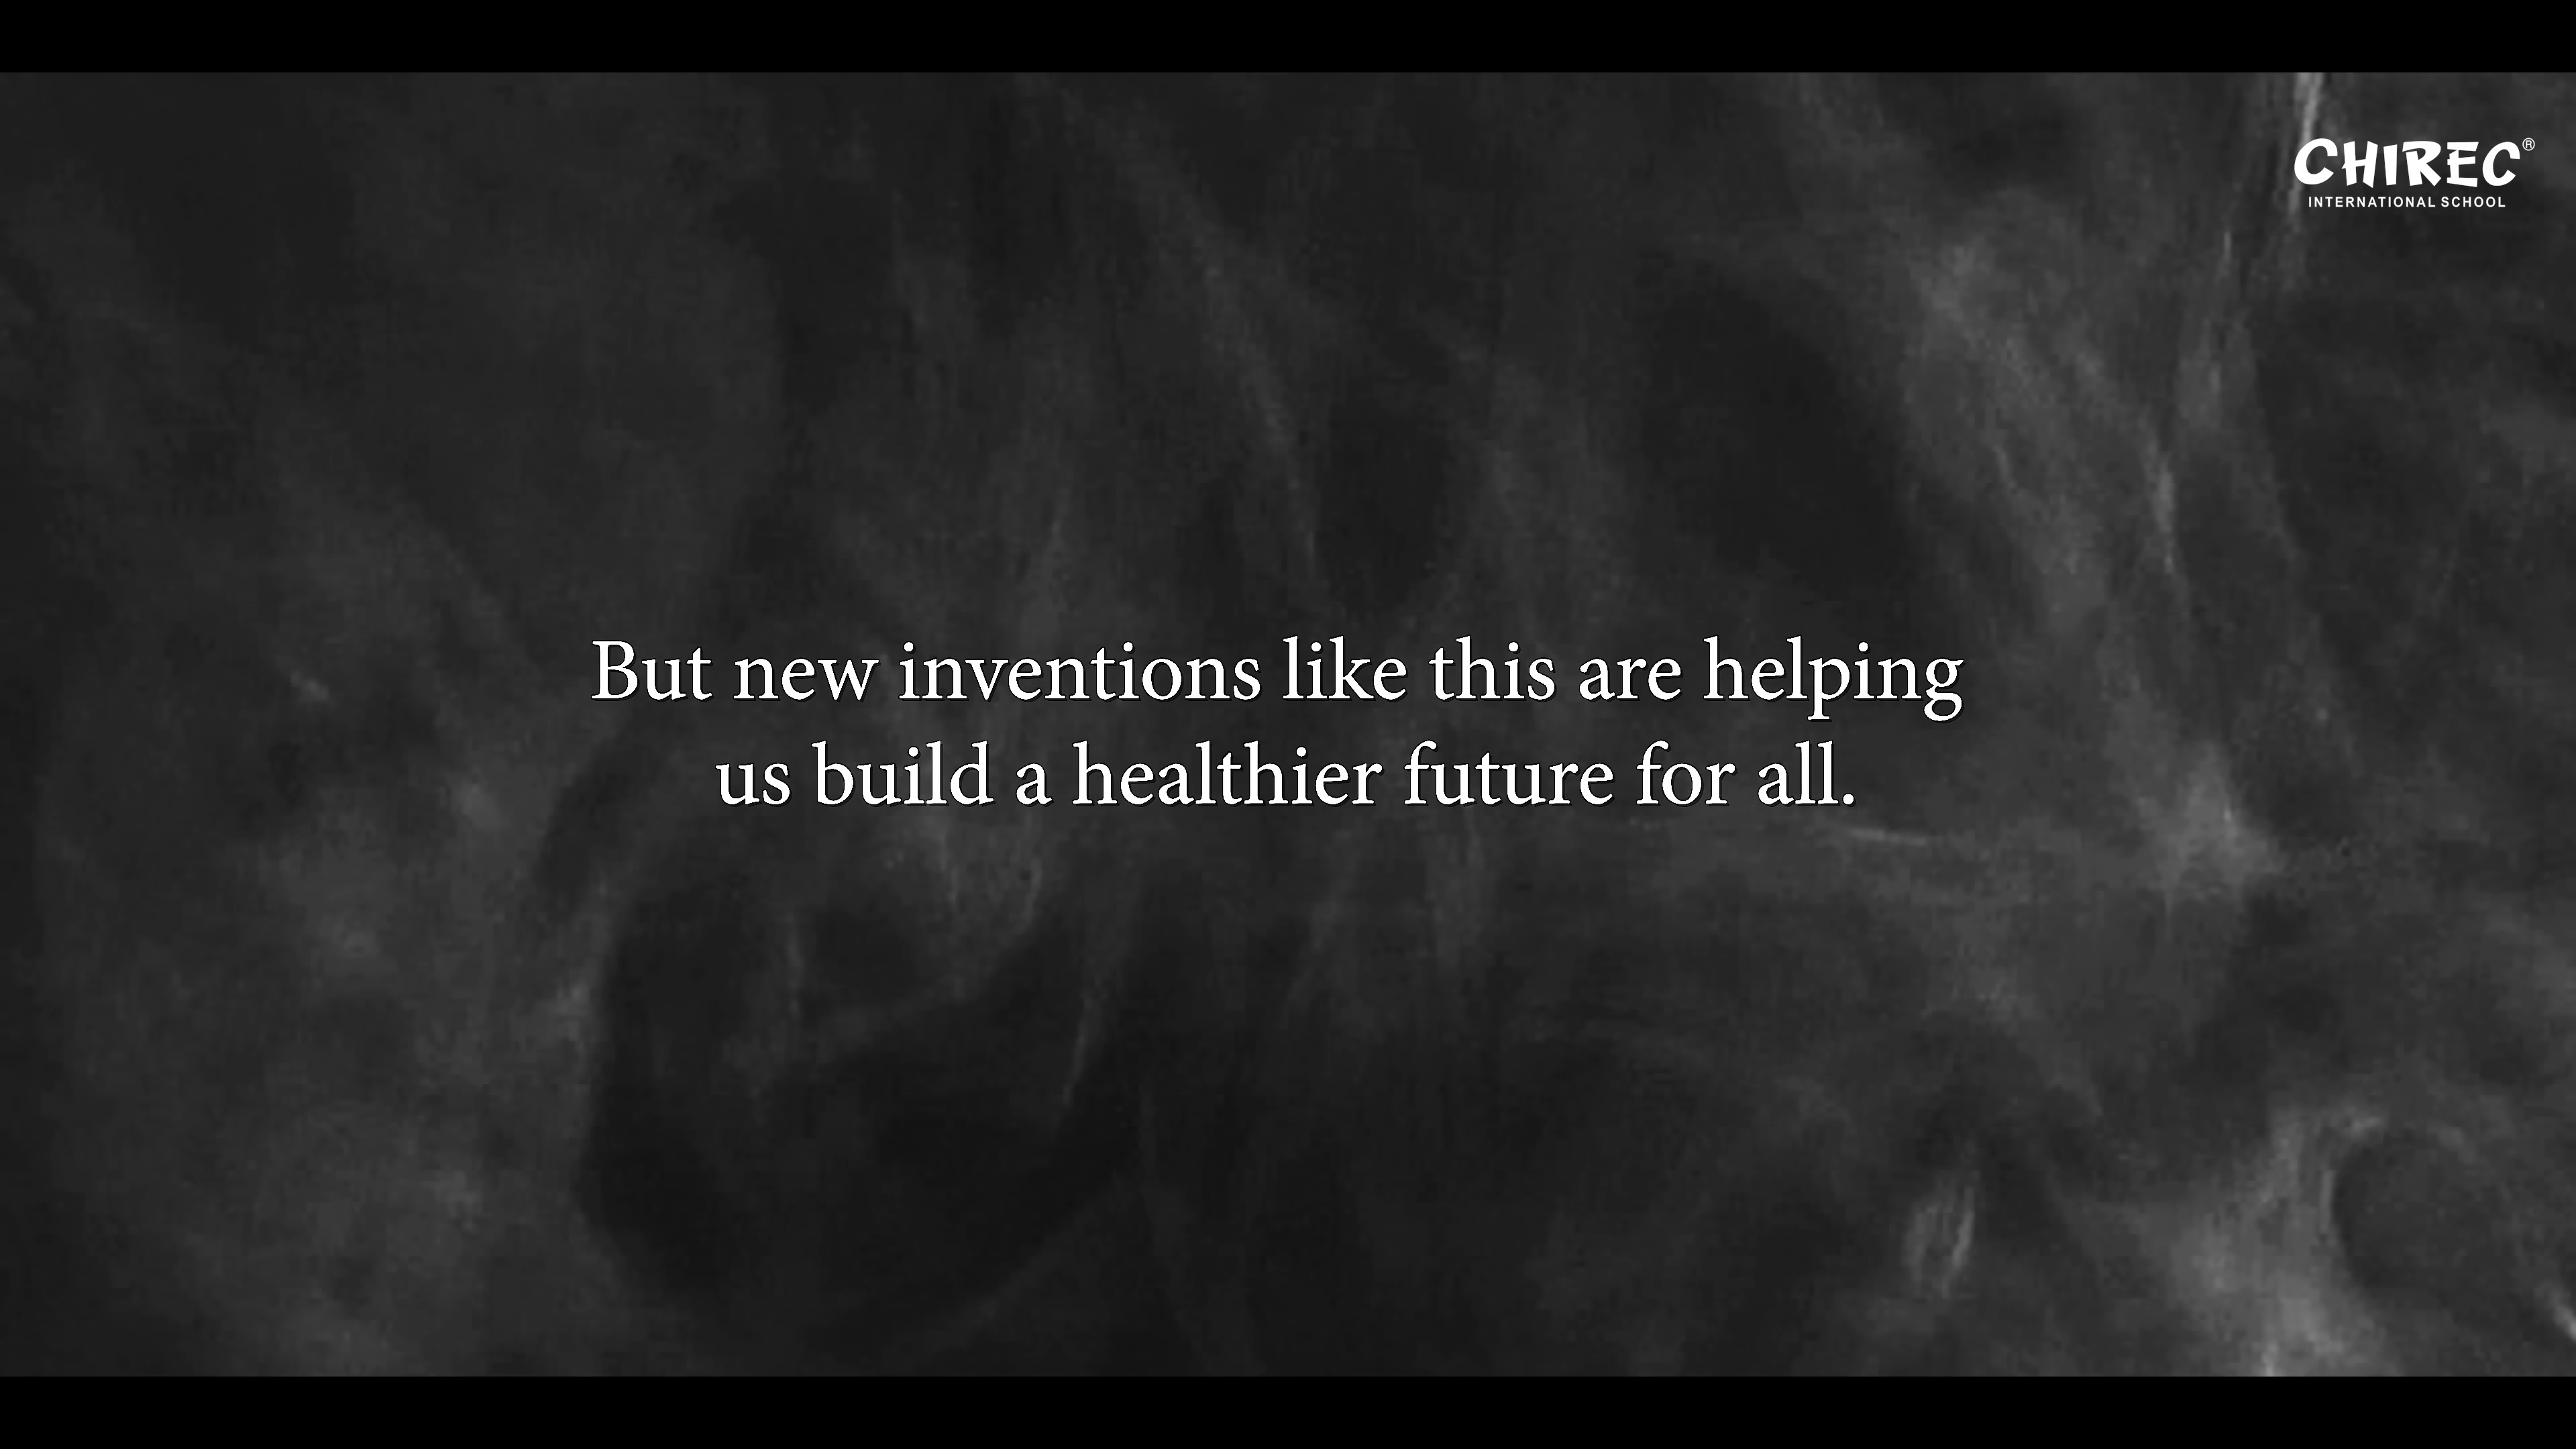 CHIREC®
INTERNATIONAL SCHOOL
But new inventions like this are helping
us build a healthier future for all.